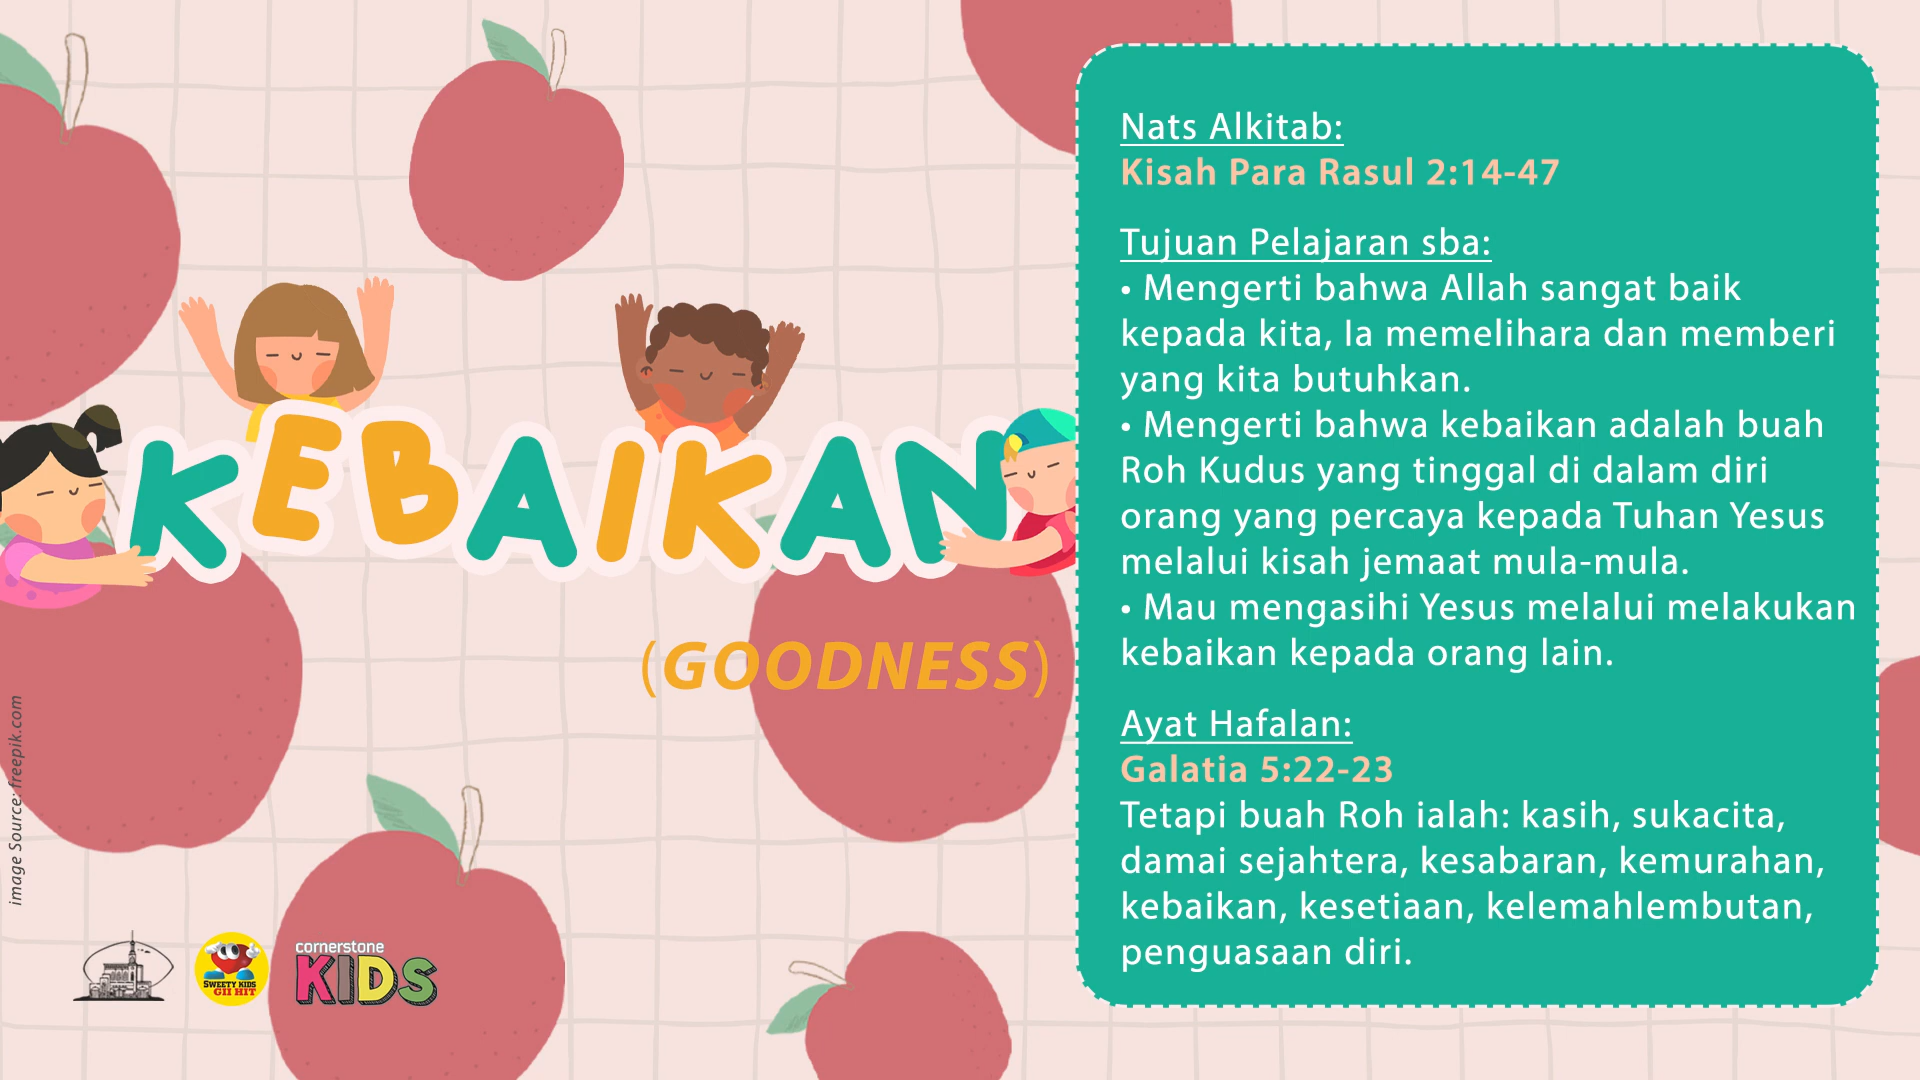 KEBAIKAN
(GOODNESS)
Nats Alkitab:
Kisah Para Rasul 2:14-47
Tujuan Pelajaran sba:
• Mengerti bahwa Allah sangat baik
kepada kita, Ia memelihara dan memberi
yang kita butuhkan.
• Mengerti bahwa kebaikan adalah buah
Roh Kudus yang tinggal di dalam diri
orang yang percaya kepada Tuhan Yesus
melalui kisah jemaat mula-mula.
• Mau mengasihi Yesus melalui melakukan
kebaikan kepada orang lain.
Ayat Hafalan:
Galatia 5:22-23
Tetapi buah Roh ialah: kasih, sukacita,
damai sejahtera, kesabaran, kemurahan,
kebaikan, kesetiaan, kelemahlembutan,
penguasaan diri.
image Source: freepik.com
SWEETY KIDS
GII HIT
cornerstone
KIDS